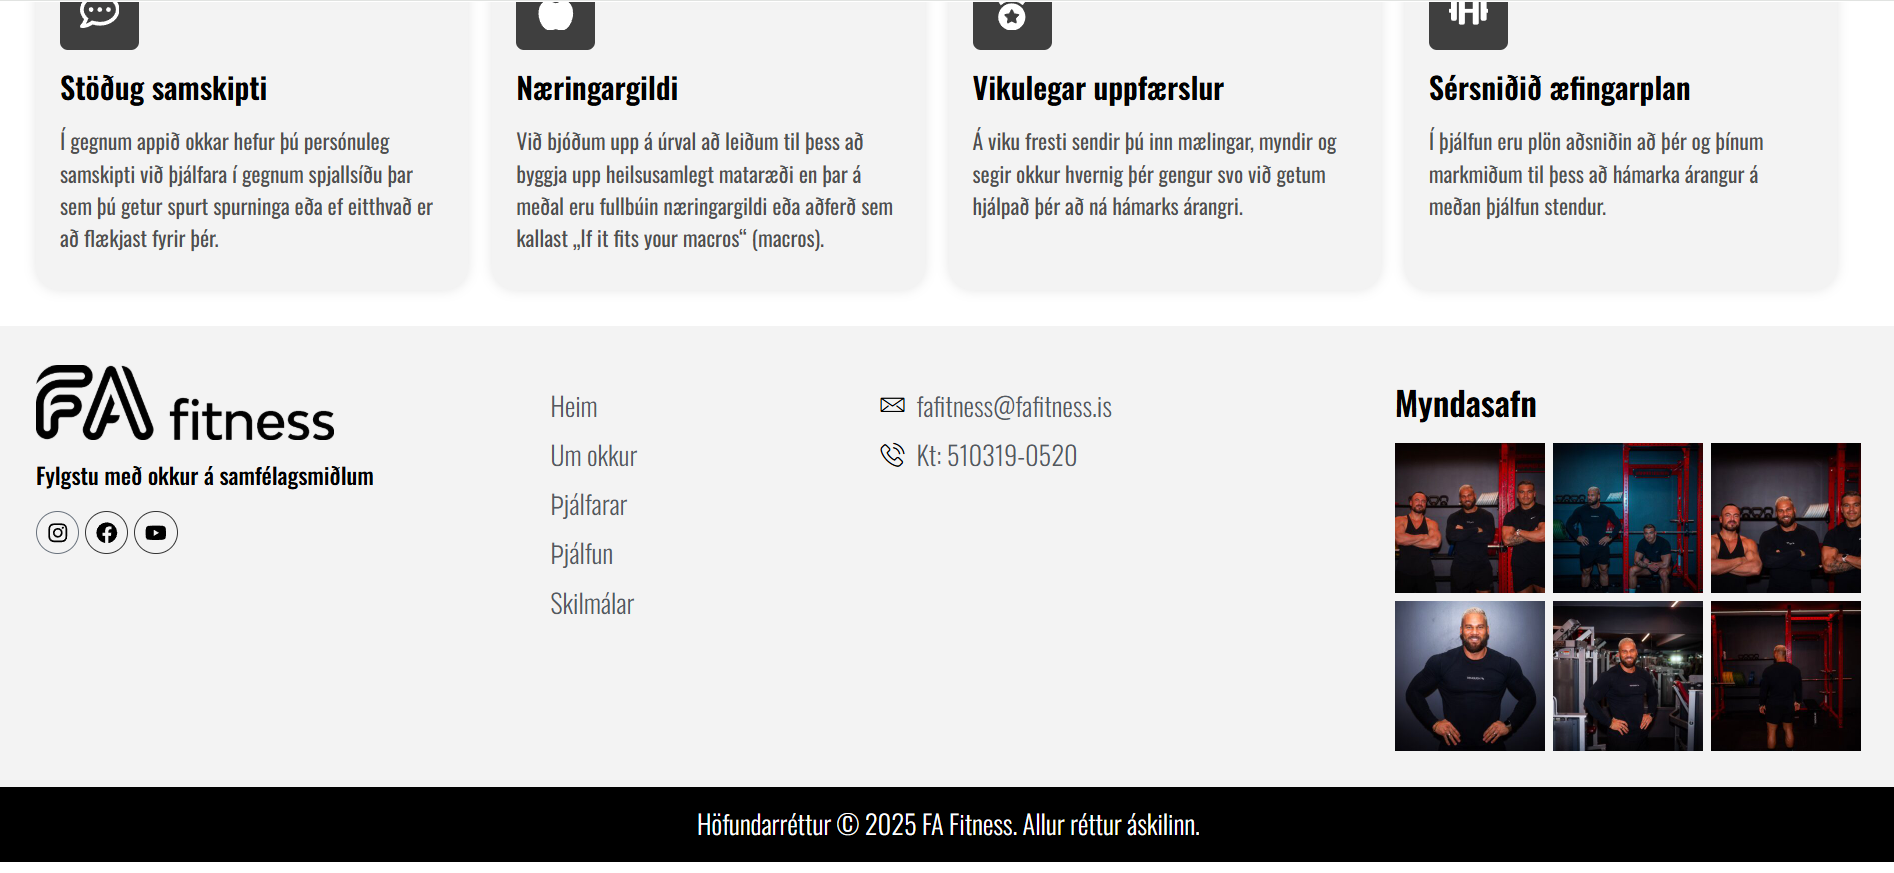 Stöðug samskipti
Í gegnum appið okkar hefur þú persónuleg
samskipti við þjálfara í gegnum spjallsíðu þar
sem þú getur spurt spurninga eða ef eitthvað er
að flækjast fyrir þér.
Næringargildi
Við bjóðum upp á úrval að leiðum til þess að
byggja upp heilsusamlegt mataræði en þar á
meðal eru fullbúin næringargildi eða aðferð sem
kallast „If it fits your macros“ (macros).
Vikulegar uppfærslur
Á viku fresti sendir þú inn mælingar, myndir og
segir okkur hvernig þér gengur svo við getum
hjálpað þér að ná hámarks árangri.
Sérsniðið æfingarplan
Í þjálfun eru plön aðsniðin að þér og þínum
markmiðum til þess að hámarka árangur á
meðan þjálfun stendur.
FA fitness
Fylgstu með okkur á samfélagsmiðlum
Heim
Um okkur
Þjálfarar
Þjálfun
Skilmálar
fafitness@fafitness.is
Kt: 510319-0520
Myndasafn
Höfundarréttur © 2025 FA Fitness. Allur réttur áskilinn.